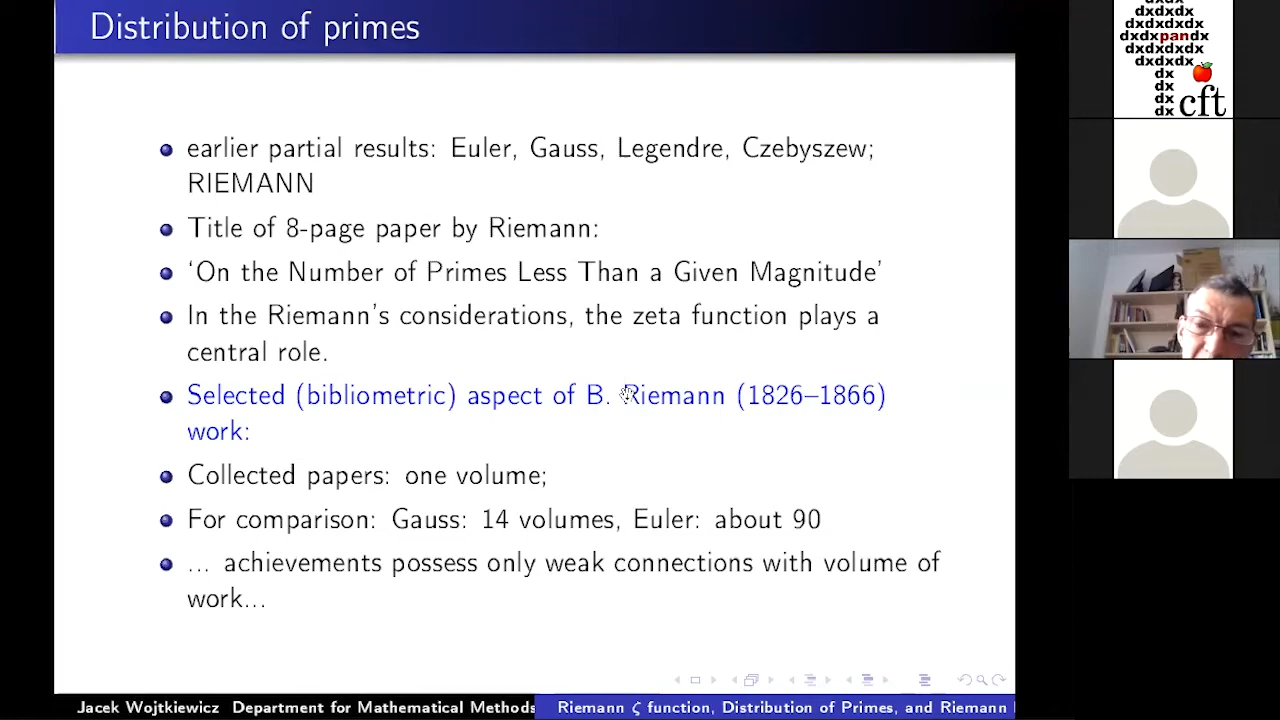 Distribution of primes
earlier partial results: Euler, Gauss, Legendre, Czebyszew;
RIEMANN
Title of 8-page paper by Riemann:
‘On the Number of Primes Less Than a Given Magnitude’
In the Riemann's considerations, the zeta function plays a
central role.
Selected (bibliometric) aspect of B. Riemann (1826–1866)
work:
Collected papers: one volume;
For comparison: Gauss: 14 volumes, Euler: about 90
... achievements possess only weak connections with volume of
work...
Jacek Wojtkiewicz Department for Mathematical Methods
Riemann ζ function, Distribution of Primes, and Riemann
dxdxdx
dxdxdx
dxdxdxdx
dxdxpandx
dxdxdxdx
dxdxdx
dx
dx
dx
dx cft